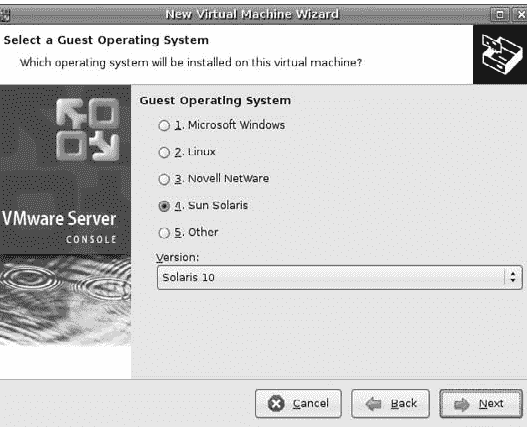 New Virtual Machine Wizard
Select a Guest Operating System
Which operating system will be installed on this virtual machine?
Guest Operating System
1. Microsoft Windows
2. Linux
3. Novell NetWare
4. Sun Solaris
5. Other
Version:
Solaris 10
VMware Server
CONSOLE
Cancel
Back
Next